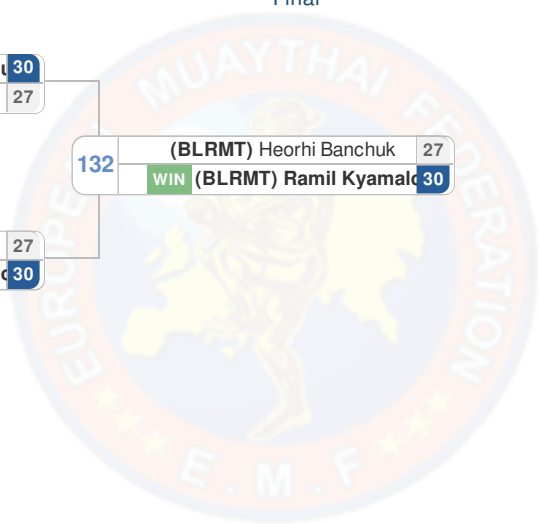 Final
30
27
132
(BLRMT) Heorhi Banchuk 27
WIN (BLRMT) Ramil Kyamalo 30
27
30
EUROPEAN MUAYTHAI FEDERATION
E.M.F